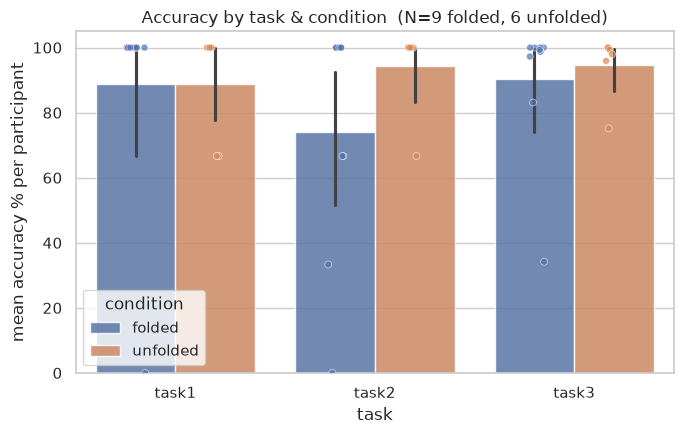 Accuracy by task & condition  (N=9 folded, 6 unfolded)
mean accuracy % per participant
100
80
60
40
20
0
condition
folded
unfolded
task1
task2
task3
task